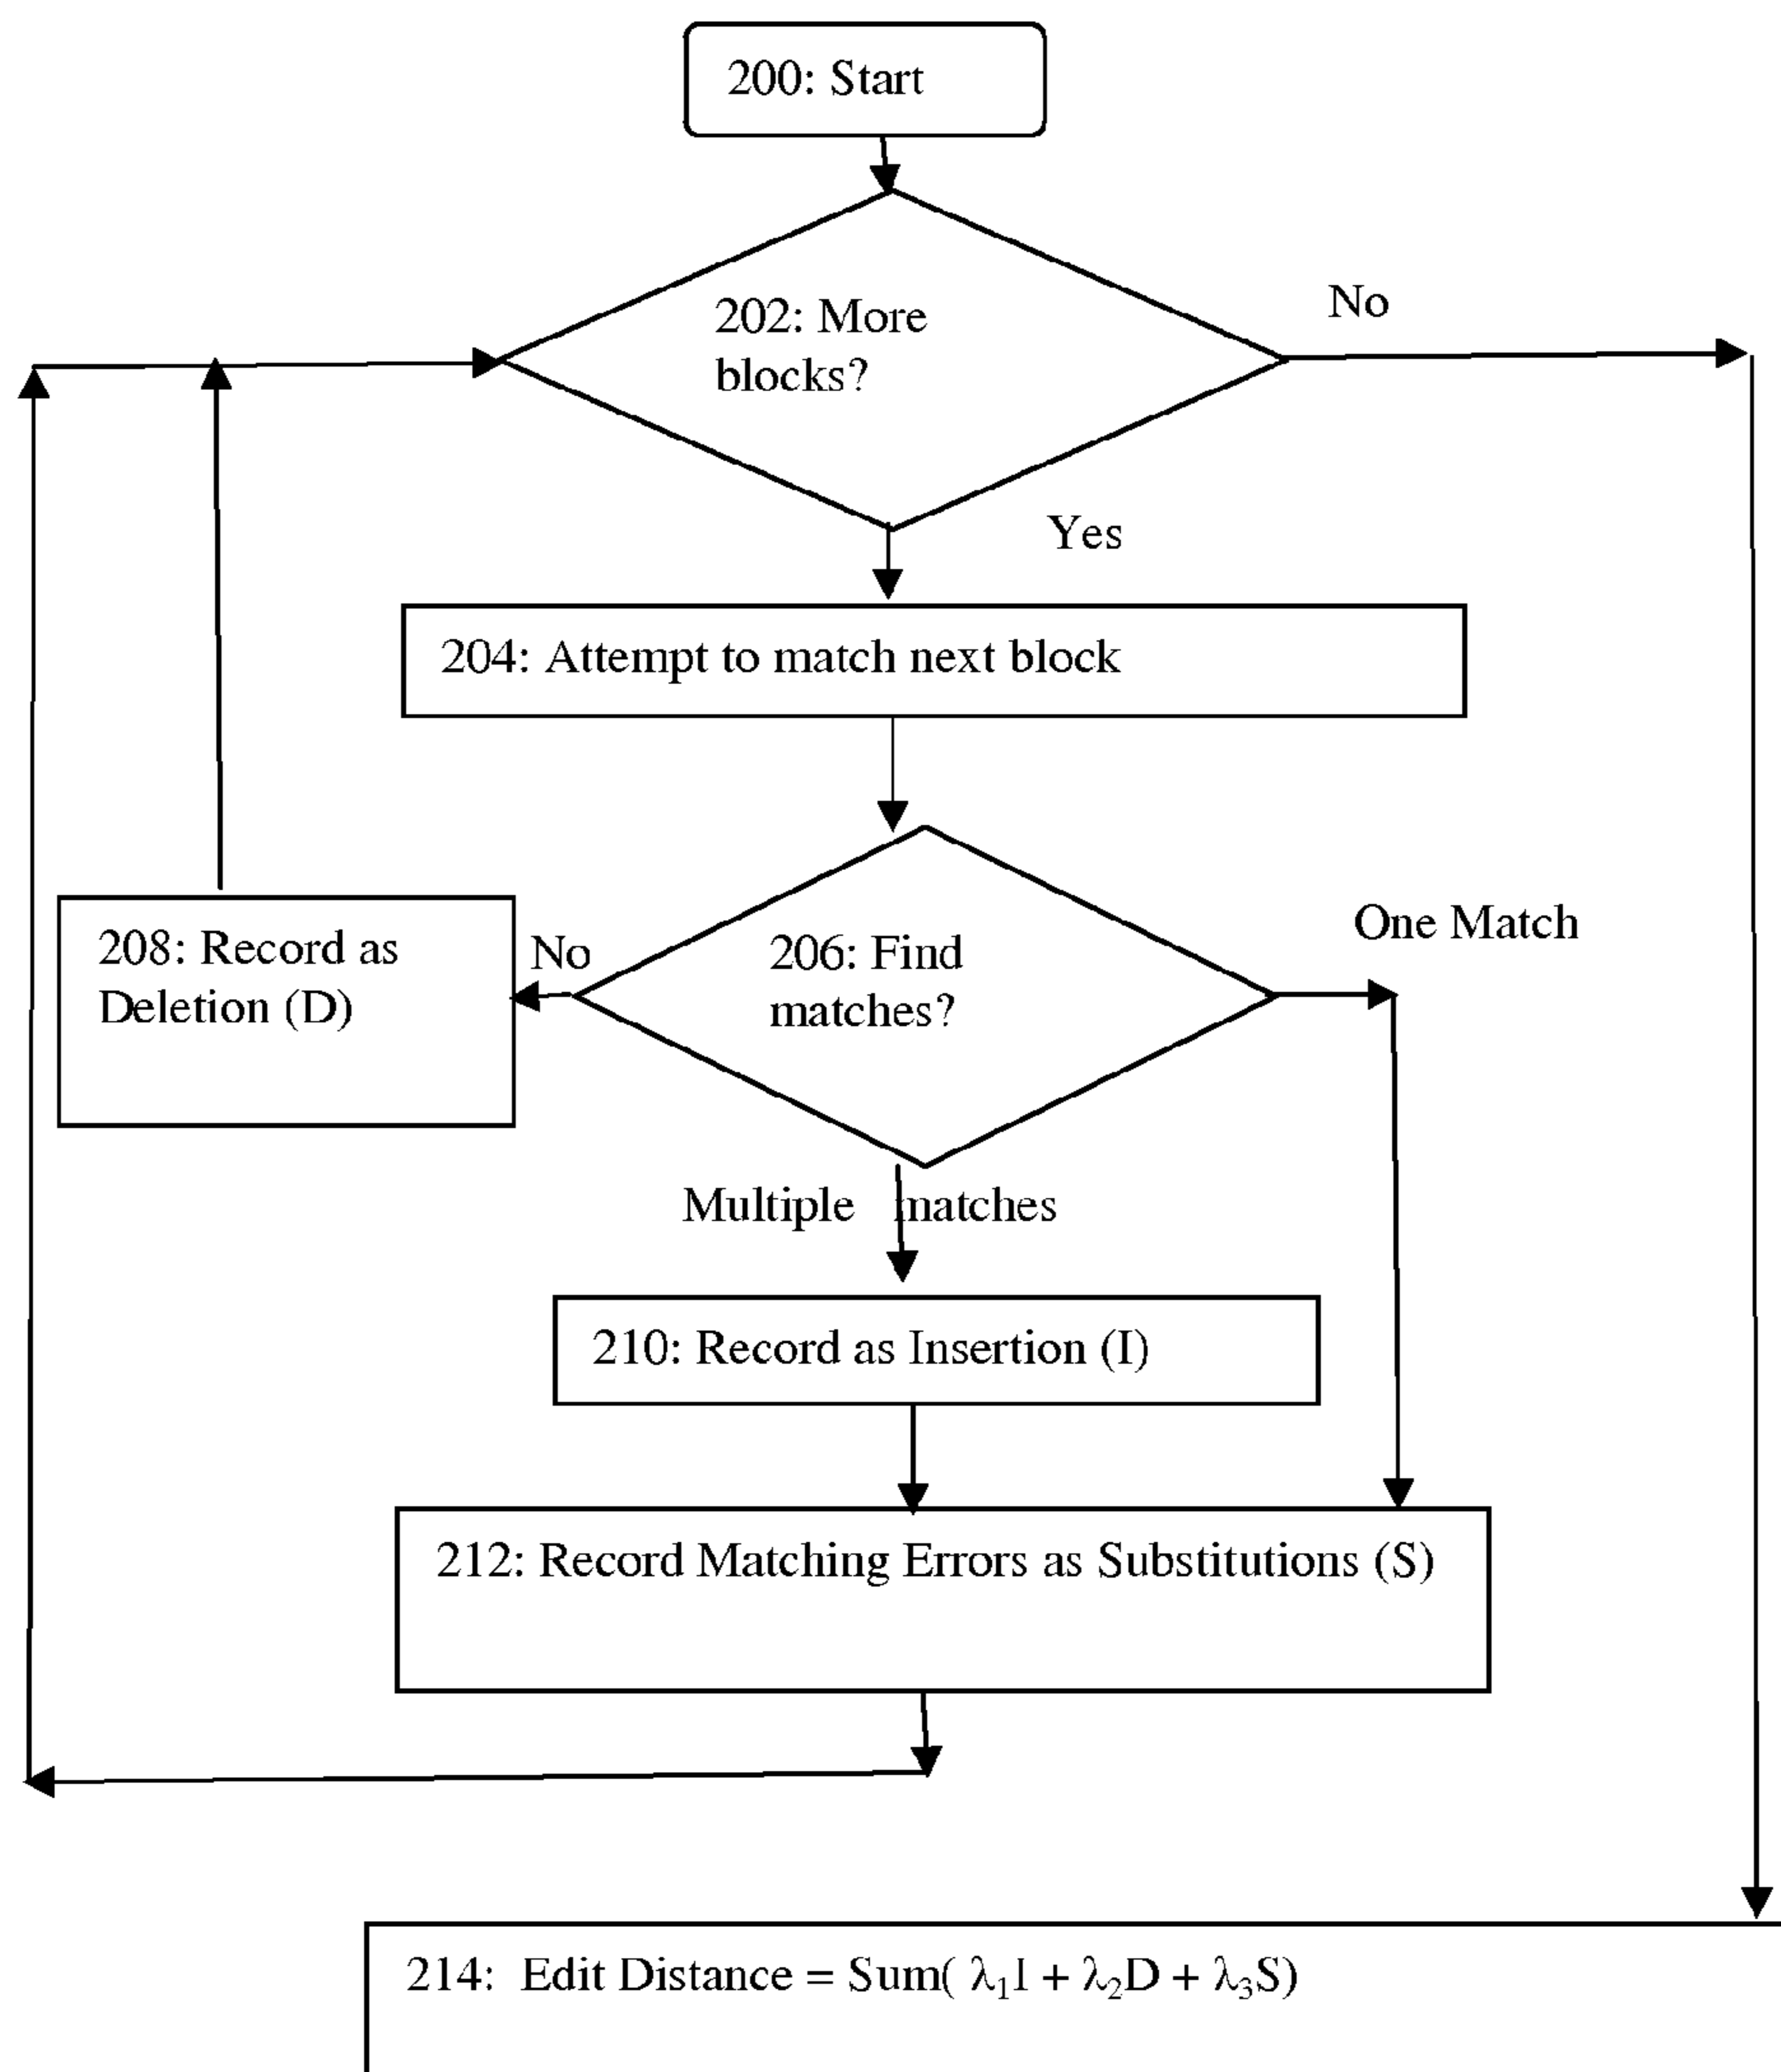 200: Start
202: More
blocks?
No
Yes
204: Attempt to match next block
208: Record as
Deletion (D)
No
206: Find
matches?
One Match
Multiple matches
210: Record as Insertion (I)
212: Record Matching Errors as Substitutions (S)
214: Edit Distance = Sum( λ₁I + λ₂D + λ₃S)